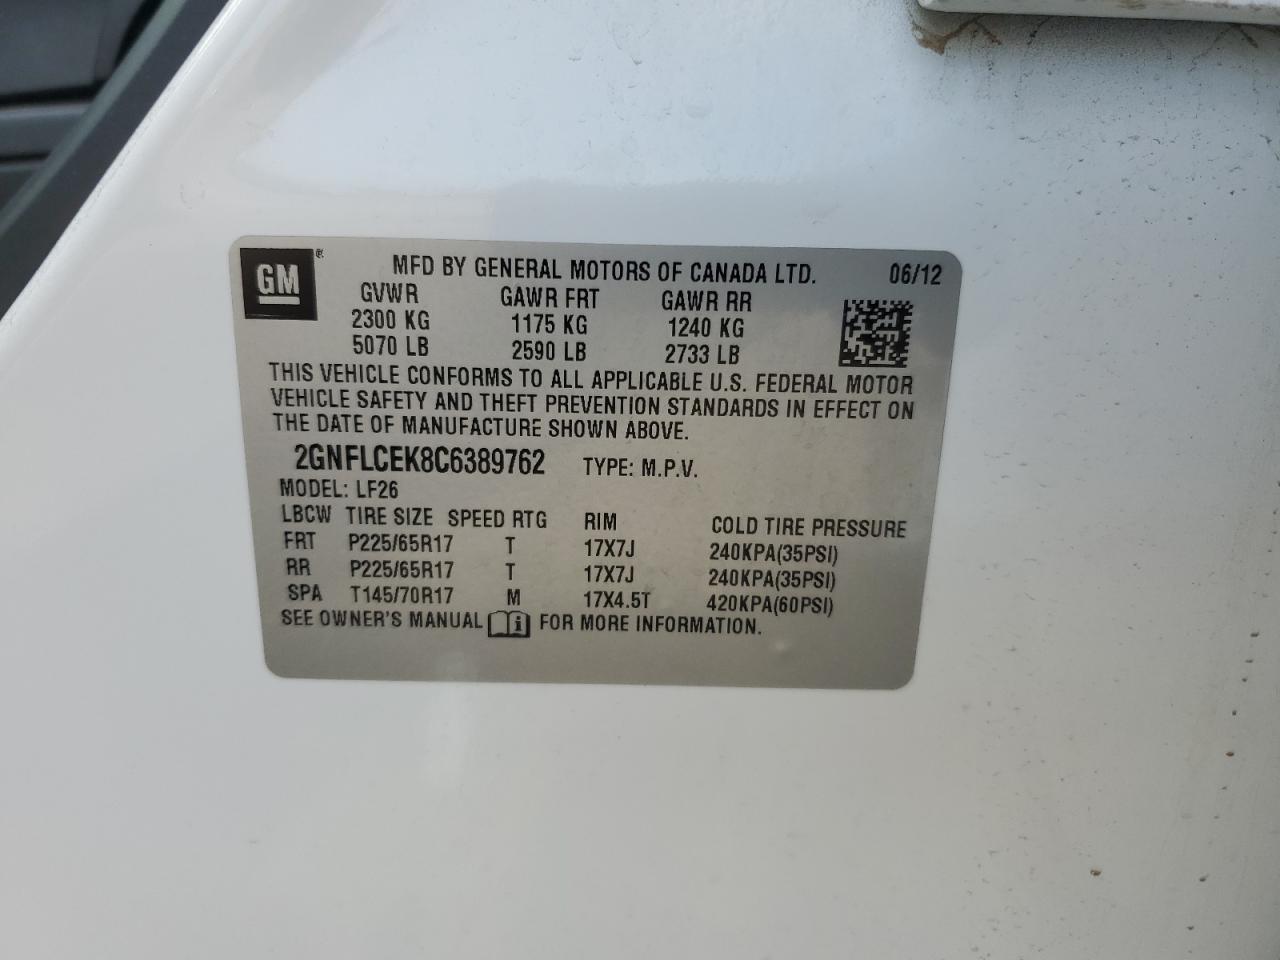 GM ® MFD BY GENERAL MOTORS OF CANADA LTD. 06/12
GVWR GAWR FRT GAWR RR
2300 KG 1175 KG 1240 KG
5070 LB 2590 LB 2733 LB
THIS VEHICLE CONFORMS TO ALL APPLICABLE U.S. FEDERAL MOTOR
VEHICLE SAFETY AND THEFT PREVENTION STANDARDS IN EFFECT ON
THE DATE OF MANUFACTURE SHOWN ABOVE.
2GNFLCEK8C6389762 TYPE: M.P.V.
MODEL: LF26
LBCW TIRE SIZE SPEED RTG RIM COLD TIRE PRESSURE
FRT P225/65R17 T 17X7J 240KPA(35PSI)
RR P225/65R17 T 17X7J 240KPA(35PSI)
SPA T145/70R17 M 17X4.5T 420KPA(60PSI)
SEE OWNER'S MANUAL i FOR MORE INFORMATION.